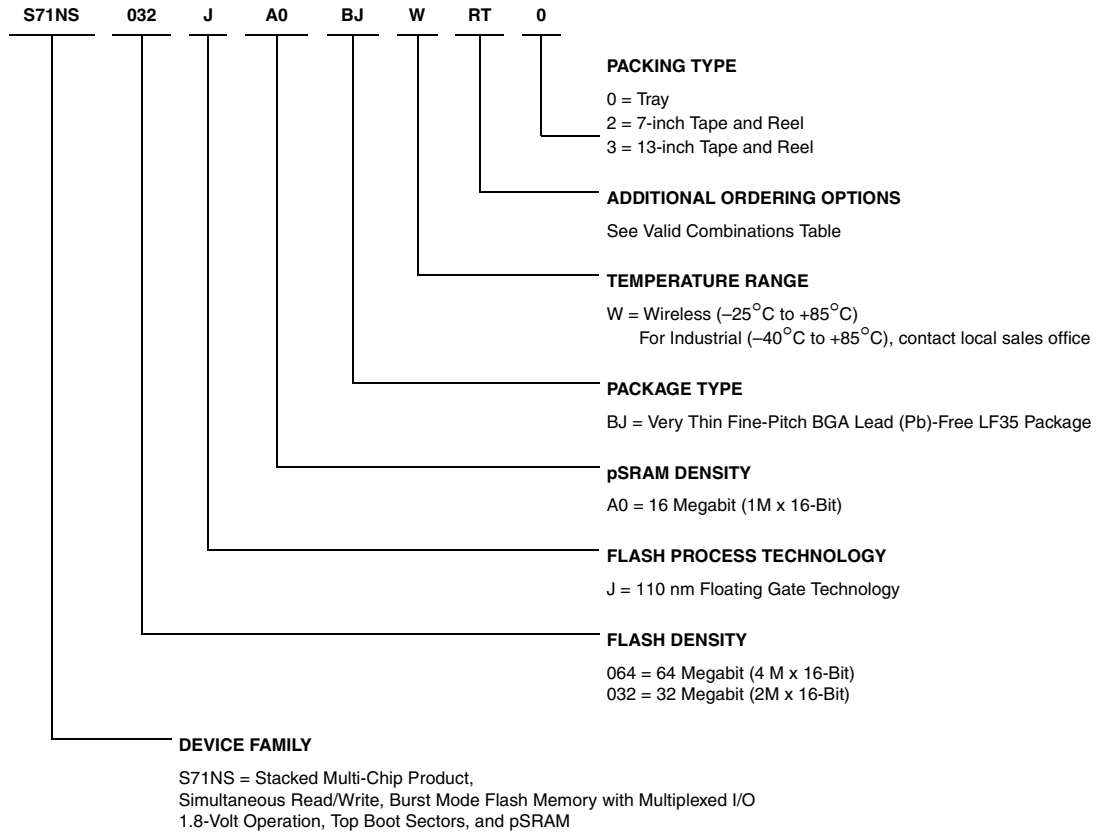 S71NS 032 J A0 BJ W RT 0
PACKING TYPE
0 = Tray
2 = 7-inch Tape and Reel
3 = 13-inch Tape and Reel
ADDITIONAL ORDERING OPTIONS
See Valid Combinations Table
TEMPERATURE RANGE
W = Wireless (–25°C to +85°C)
For Industrial (–40°C to +85°C), contact local sales office
PACKAGE TYPE
BJ = Very Thin Fine-Pitch BGA Lead (Pb)-Free LF35 Package
pSRAM DENSITY
A0 = 16 Megabit (1M x 16-Bit)
FLASH PROCESS TECHNOLOGY
J = 110 nm Floating Gate Technology
FLASH DENSITY
064 = 64 Megabit (4 M x 16-Bit)
032 = 32 Megabit (2M x 16-Bit)
DEVICE FAMILY
S71NS = Stacked Multi-Chip Product,
Simultaneous Read/Write, Burst Mode Flash Memory with Multiplexed I/O
1.8-Volt Operation, Top Boot Sectors, and pSRAM